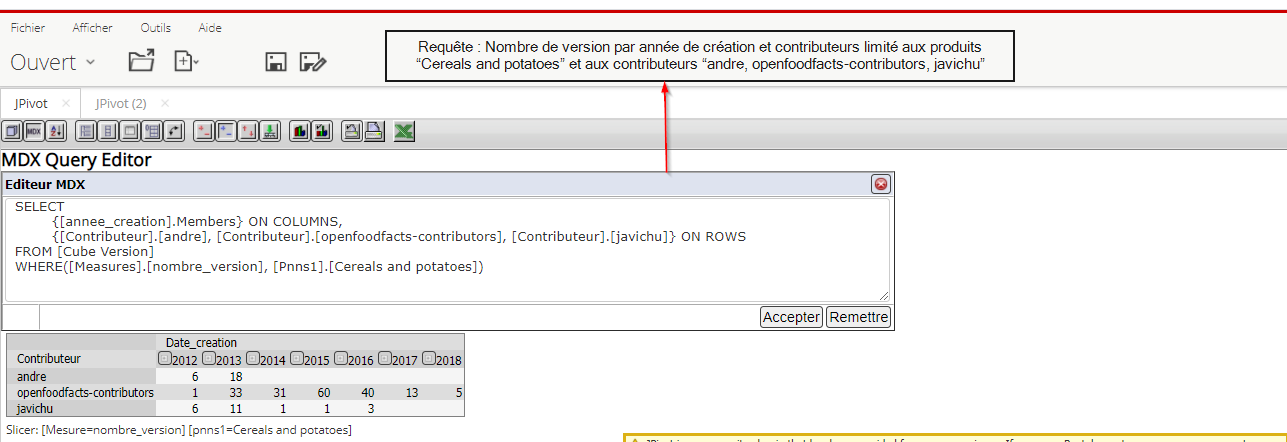 Fichier Afficher Outils Aide
Ouvert
Requête : Nombre de version par année de création et contributeurs limité aux produits
“Cereals and potatoes” et aux contributeurs “andre, openfoodfacts-contributors, javichu”
JPivot JPivot (2)
MDX
MDX Query Editor
Editeur MDX
SELECT
{[annee_creation].Members} ON COLUMNS,
{[Contributeur].[andre], [Contributeur].[openfoodfacts-contributors], [Contributeur].[javichu]} ON ROWS
FROM [Cube Version]
WHERE([Measures].[nombre_version], [Pnns1].[Cereals and potatoes])
Accepter Remettre
Date_creation
Contributeur 2012 2013 2014 2015 2016 2017 2018
andre 6 18
openfoodfacts-contributors 1 33 31 60 40 13 5
javichu 6 11 1 1 3
Slicer: [Mesure=nombre_version] [pnns1=Cereals and potatoes]